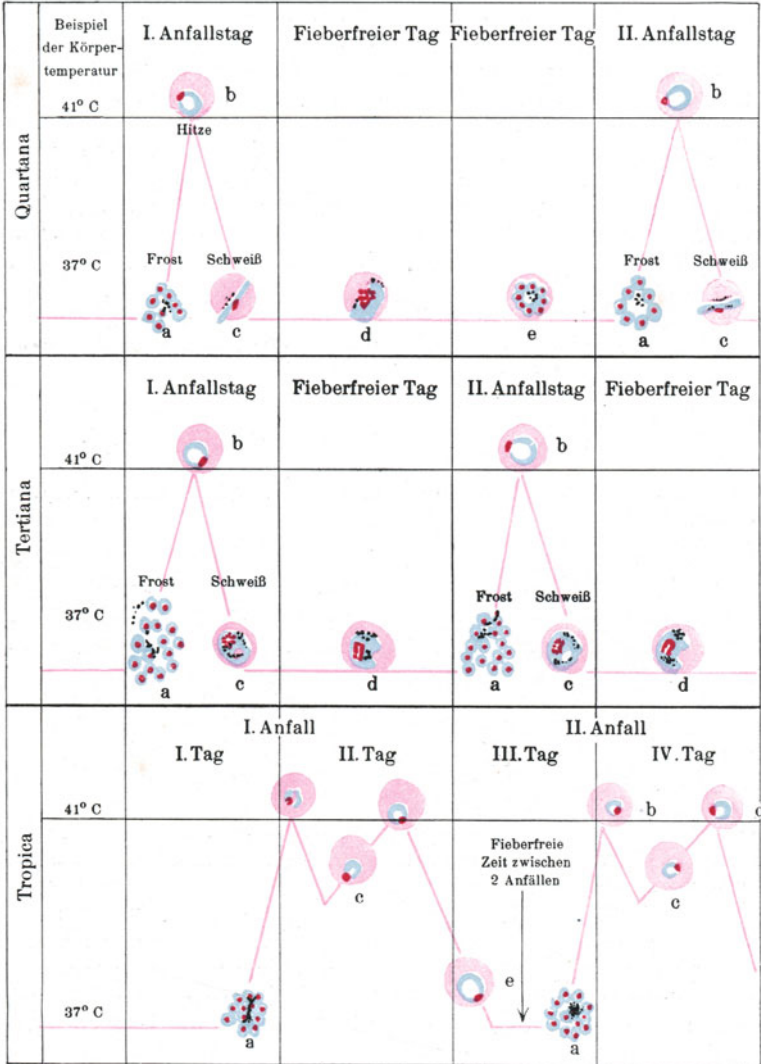 Quartana
Beispiel
der Körper-
temperatur
I. Anfallstag
Fieberfreier Tag
Fieberfreier Tag
II. Anfallstag
41° C
b
b
Hitze
37° C
Frost
Schweiß
Frost
Schweiß
a
c
d
e
a
c
Tertiana
I. Anfallstag
Fieberfreier Tag
II. Anfallstag
Fieberfreier Tag
41° C
b
b
37° C
Frost
Schweiß
Frost
Schweiß
a
c
d
a
c
d
Tropica
I. Anfall
II. Anfall
I. Tag
II. Tag
III. Tag
IV. Tag
41° C
b
Fieberfreie
Zeit zwischen
2 Anfällen
c
c
e
37° C
a
a